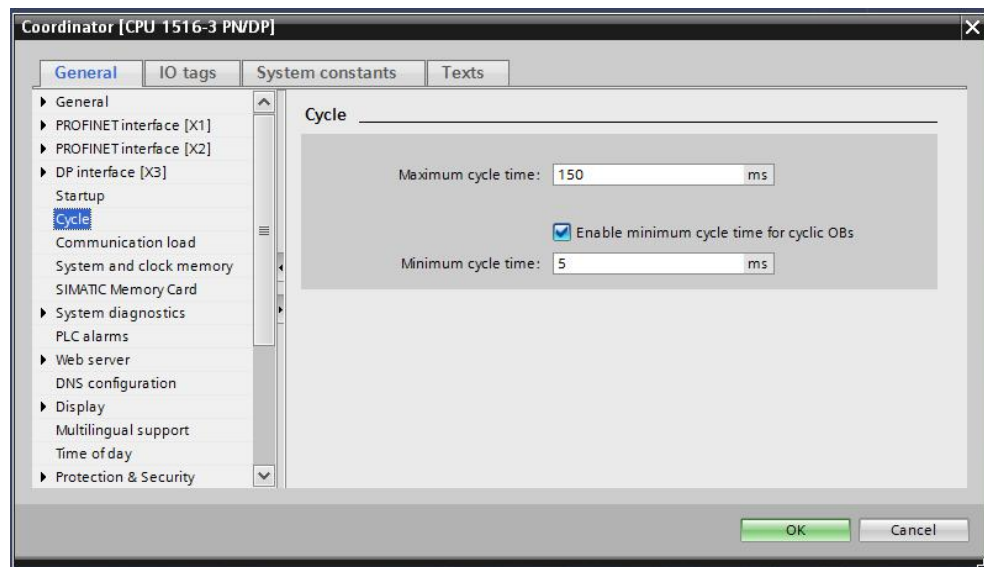 Coordinator [CPU 1516-3 PN/DP]
General IO tags System constants Texts
General
PROFINET interface [X1]
PROFINET interface [X2]
DP interface [X3]
Startup
Cycle
Communication load
System and clock memory
SIMATIC Memory Card
System diagnostics
PLC alarms
Web server
DNS configuration
Display
Multilingual support
Time of day
Protection & Security
Cycle
Maximum cycle time: 150 ms
Enable minimum cycle time for cyclic OBs
Minimum cycle time: 5 ms
OK Cancel